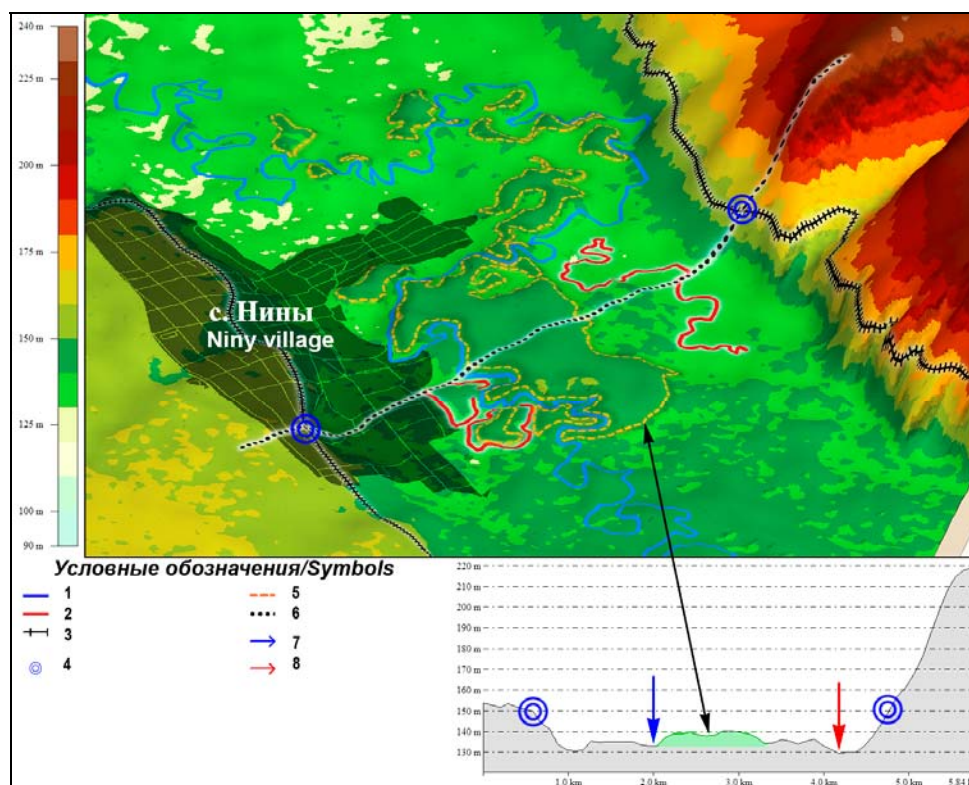 240 m
225 m
200 m
175 m
150 m
125 m
100 m
90 m
с. Нины
Niny village
Условные обозначения/Symbols
1
2
3
4
5
6
7
8
220 m
210 m
200 m
190 m
180 m
170 m
160 m
150 m
140 m
130 m
1.0 km
2.0 km
3.0 km
4.0 km
5.0 km